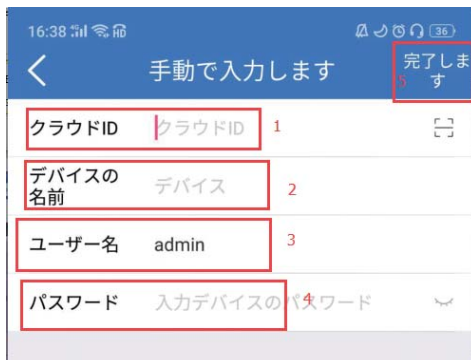 16:38 5G HD 36
手動で入力します
完了しま
す
5
クラウドID クラウドID 1
デバイスの
名前
デバイス 2
ユーザー名 admin 3
パスワード 入力デバイスのパスワード 4